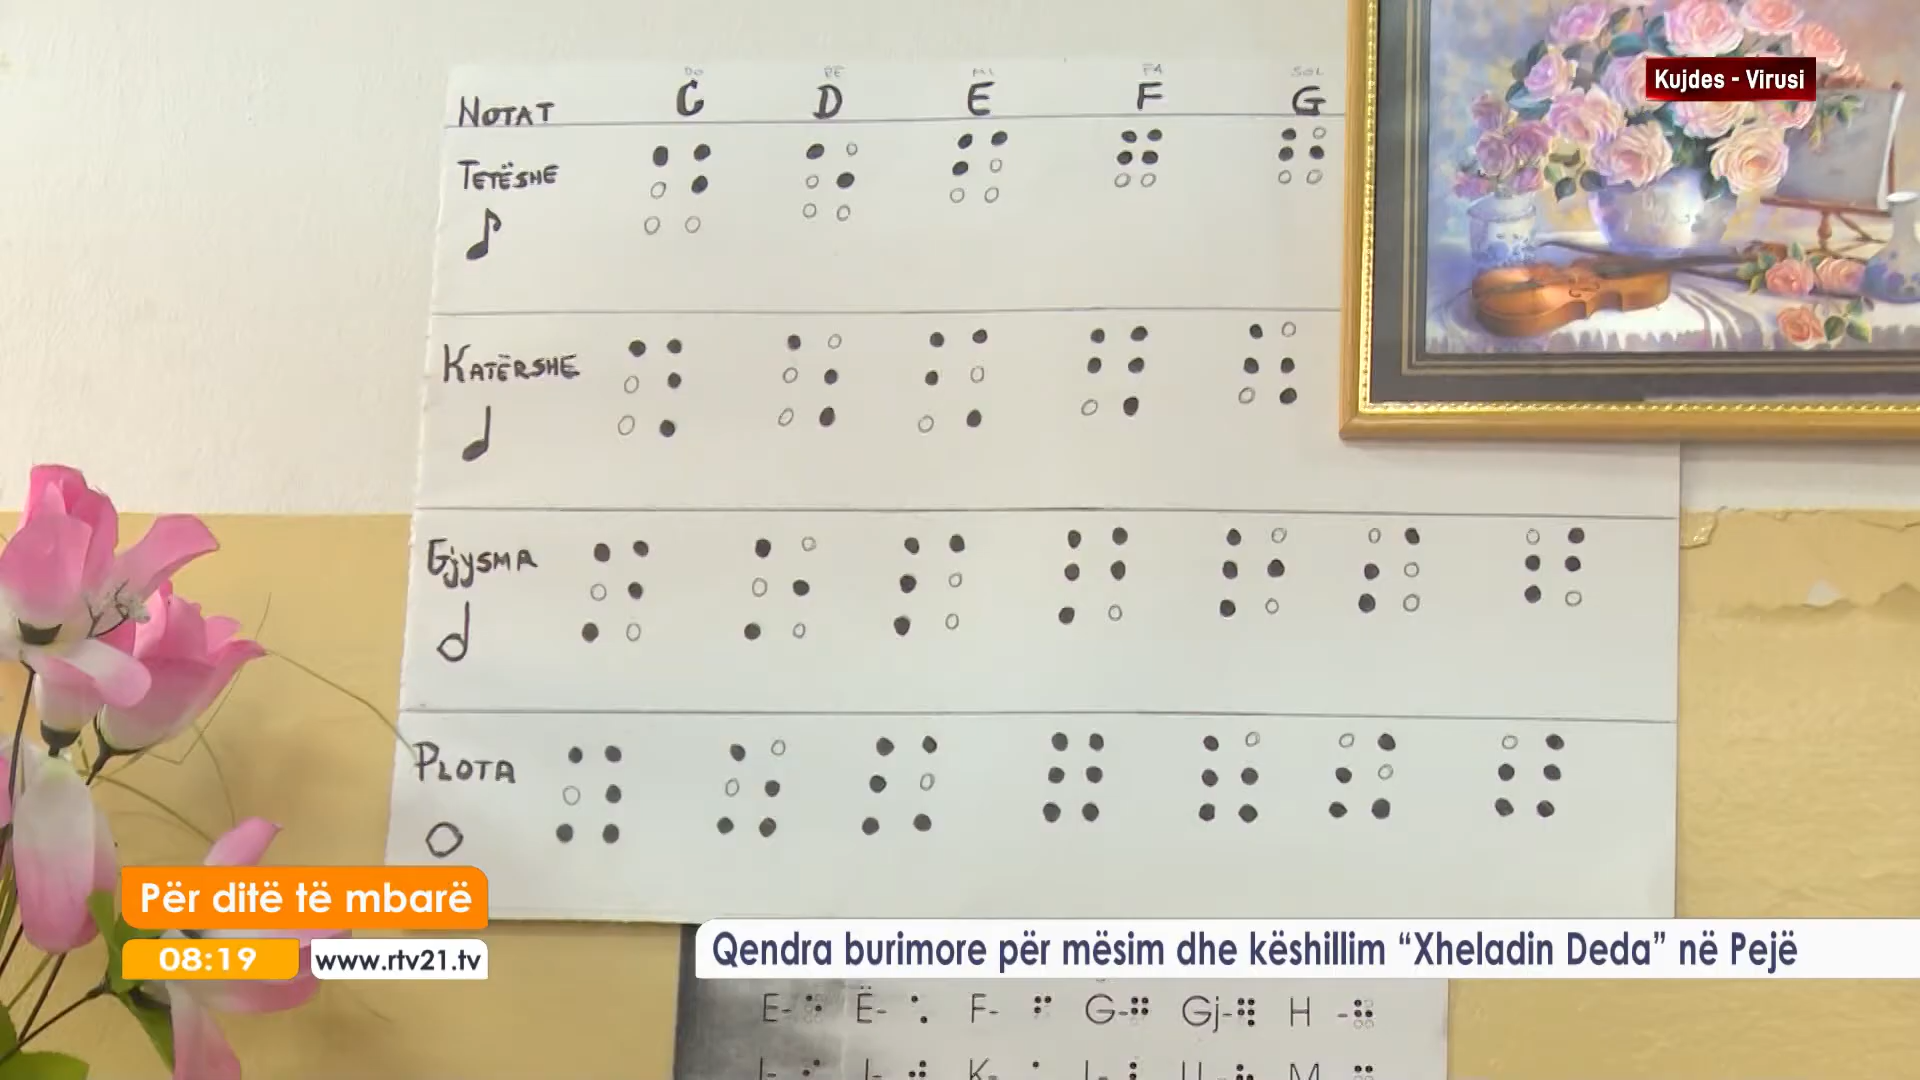 DO RE MI FA SOL
NOTAT C D E F G
TETËSHE
KATËRSHE
GJYSMA
PLOTA
Kujdes - Virusi
Për ditë të mbarë
08:19 www.rtv21.tv
Qendra burimore për mësim dhe këshillim “Xheladin Deda” në Pejë
E- Ë- F- G- Gj- H -